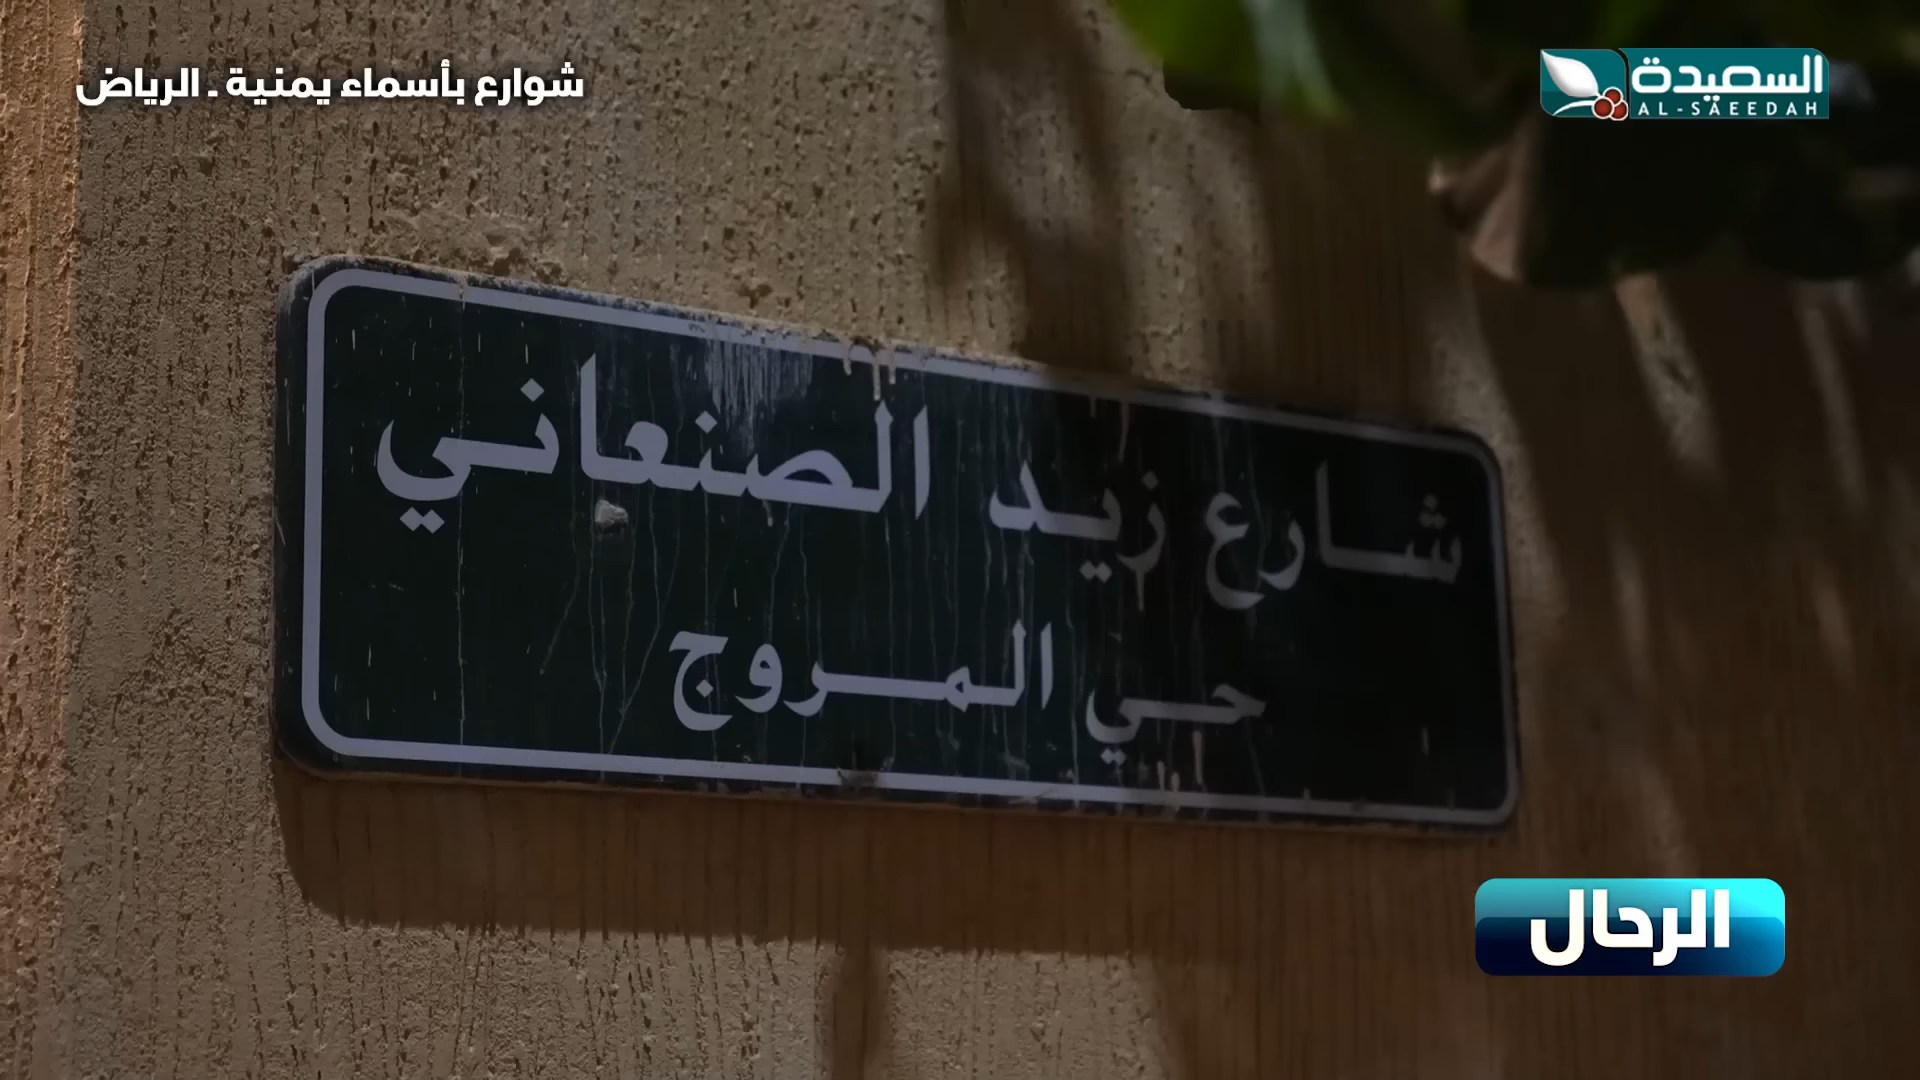 شوارع بأسماء يمنية - الرياض
السعيدة
AL-SAEEDAH
شارع زيد الصنعاني
حي المروج
الرحال